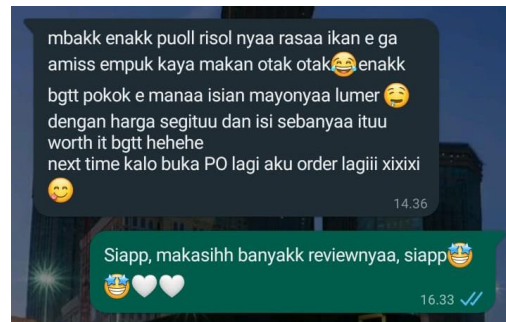 mbakk enakk puoll risol nyaa rasaa ikan e ga
amiss empuk kaya makan otak otak😂enakk
bgtt pokok e manaa isian mayonyaa lumer 🤤
dengan harga segituu dan isi sebanyaa ituu
worth it bgtt hehehe
next time kalo buka PO lagi aku order lagiii xixixi
😋
14.36
Siapp, makasihh banyakk reviewnyaa, siapp🤩
🤩🤍🤍
16.33